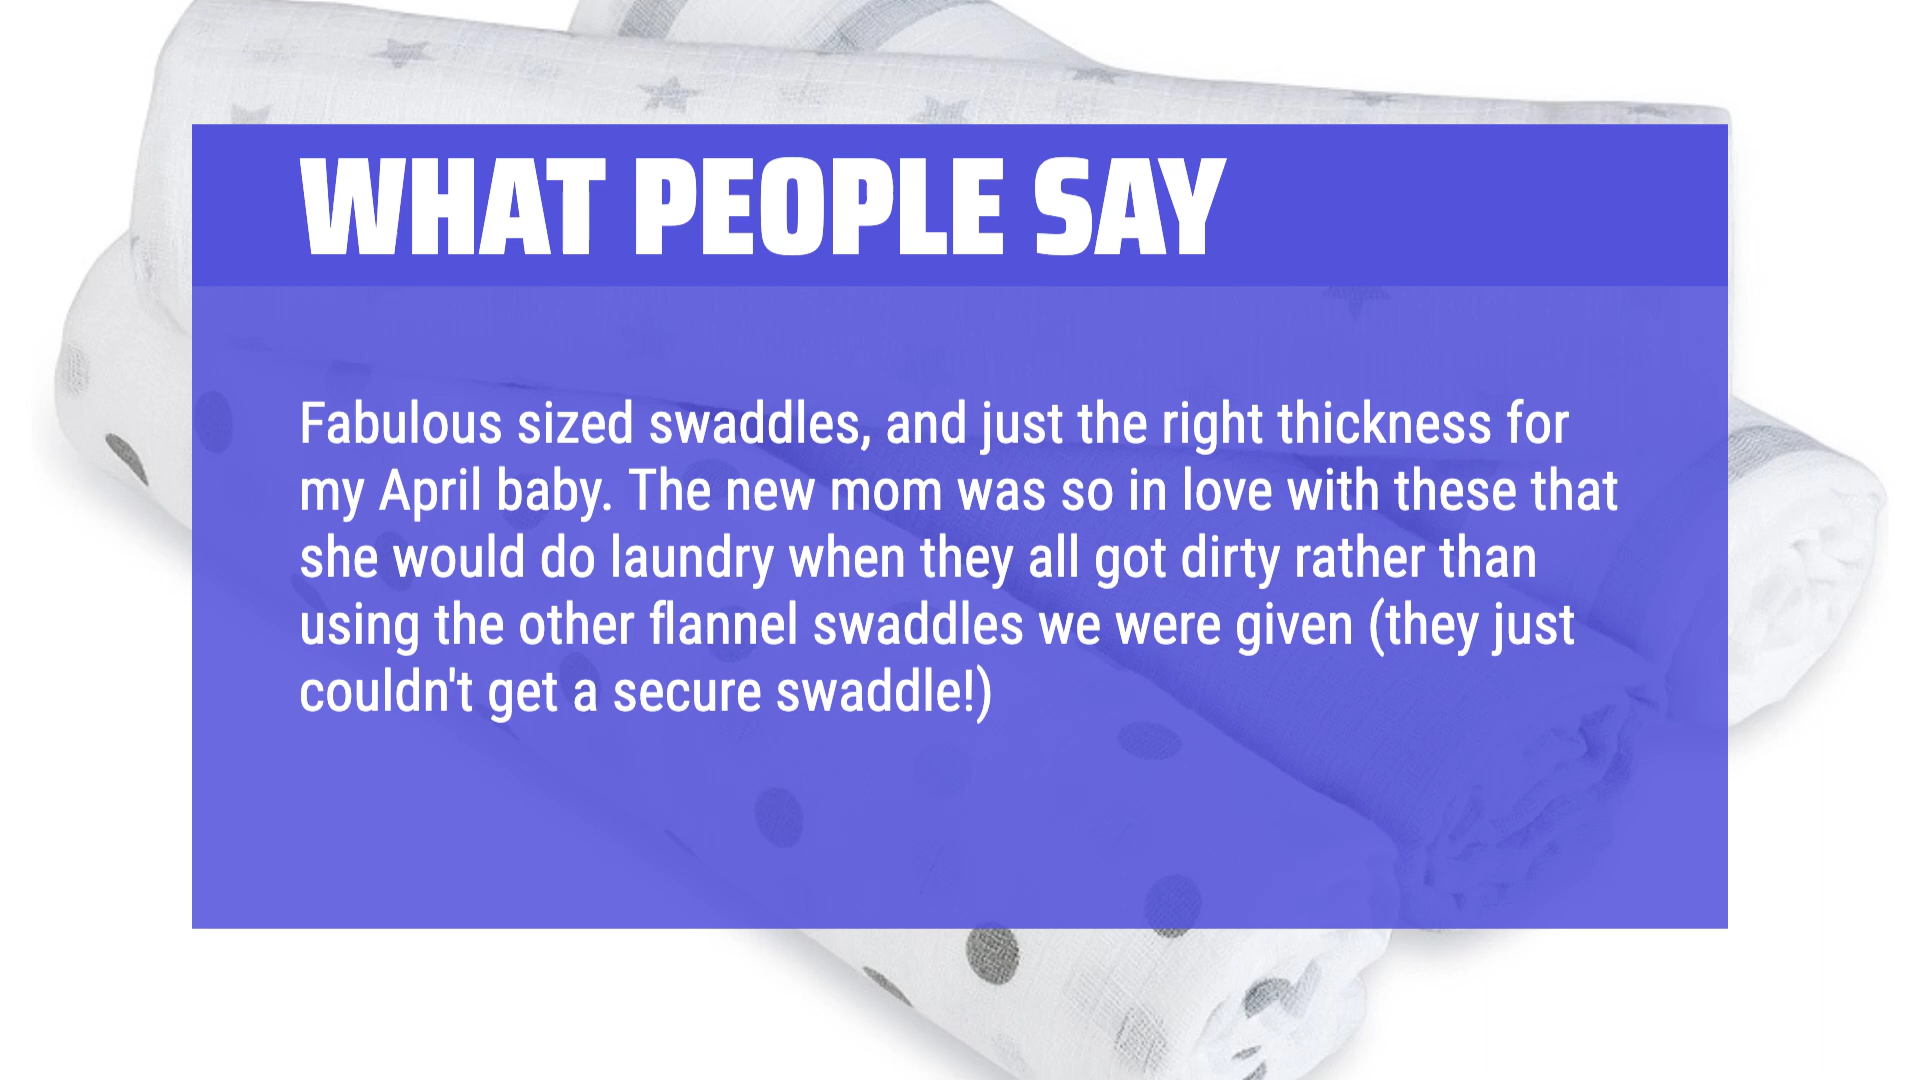 WHAT PEOPLE SAY
Fabulous sized swaddles, and just the right thickness for
my April baby. The new mom was so in love with these that
she would do laundry when they all got dirty rather than
using the other flannel swaddles we were given (they just
couldn't get a secure swaddle!)